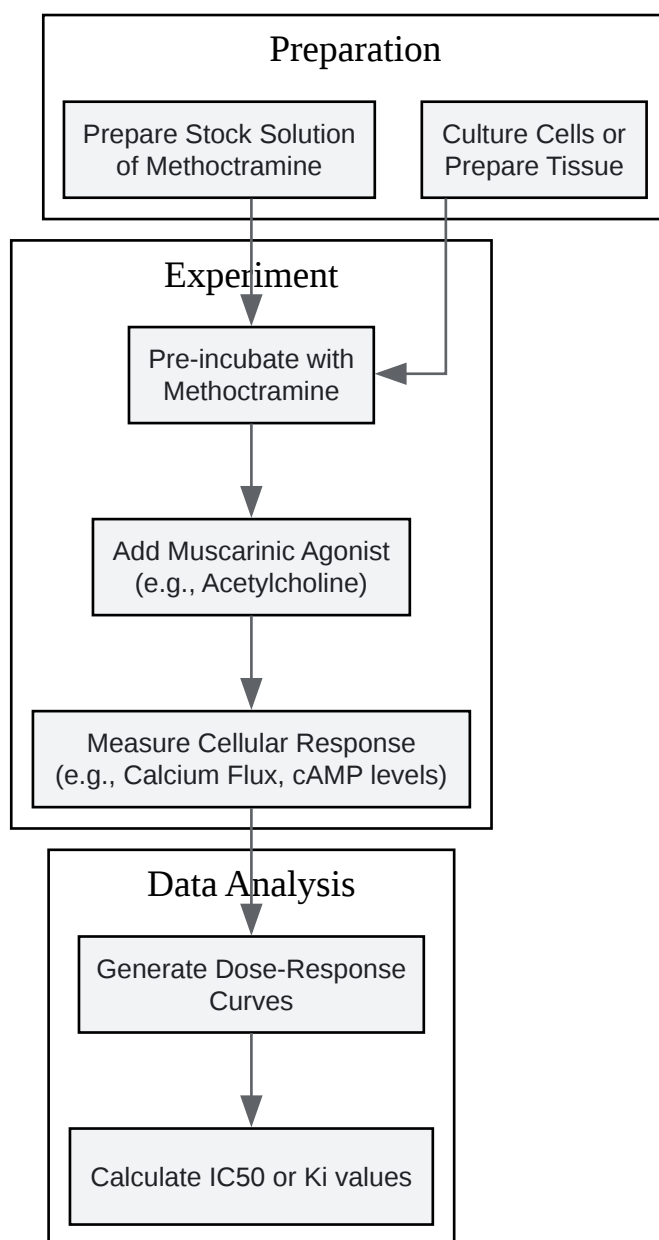 Preparation
Prepare Stock Solution
of Methoctramine
Culture Cells or
Prepare Tissue
Experiment
Pre-incubate with
Methoctramine
Add Muscarinic Agonist
(e.g., Acetylcholine)
Measure Cellular Response
(e.g., Calcium Flux, cAMP levels)
Data Analysis
Generate Dose-Response
Curves
Calculate IC50 or Ki values